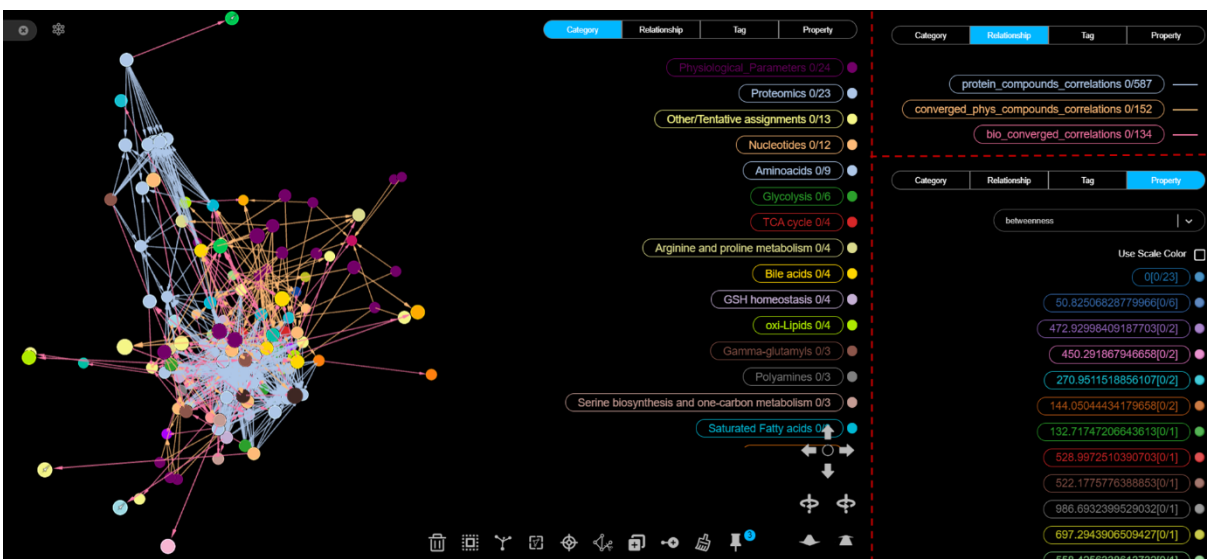 Category Relationship Tag Property
Physiological_Parameters 0/24
Proteomics 0/23
Other/Tentative assignments 0/13
Nucleotides 0/12
Aminoacids 0/9
Glycolysis 0/6
TCA cycle 0/4
Arginine and proline metabolism 0/4
Bile acids 0/4
GSH homeostasis 0/4
oxi-Lipids 0/4
Gamma-glutamyls 0/3
Polyamines 0/3
Serine biosynthesis and one-carbon metabolism 0/3
Saturated Fatty acids
3
Category Relationship Tag Property
protein_compounds_correlations 0/587
converged_phys_compounds_correlations 0/152
bio_converged_correlations 0/134
Category Relationship Tag Property
betweenness
Use Scale Color
0[0/23]
50.82506828779966[0/6]
472.92998409187703[0/2]
450.291867946658[0/2]
270.9511518856107[0/2]
144.05044434179658[0/2]
132.71747206643613[0/1]
528.9972510390703[0/1]
522.1775776388853[0/1]
986.6932399529032[0/1]
697.2943906509427[0/1]